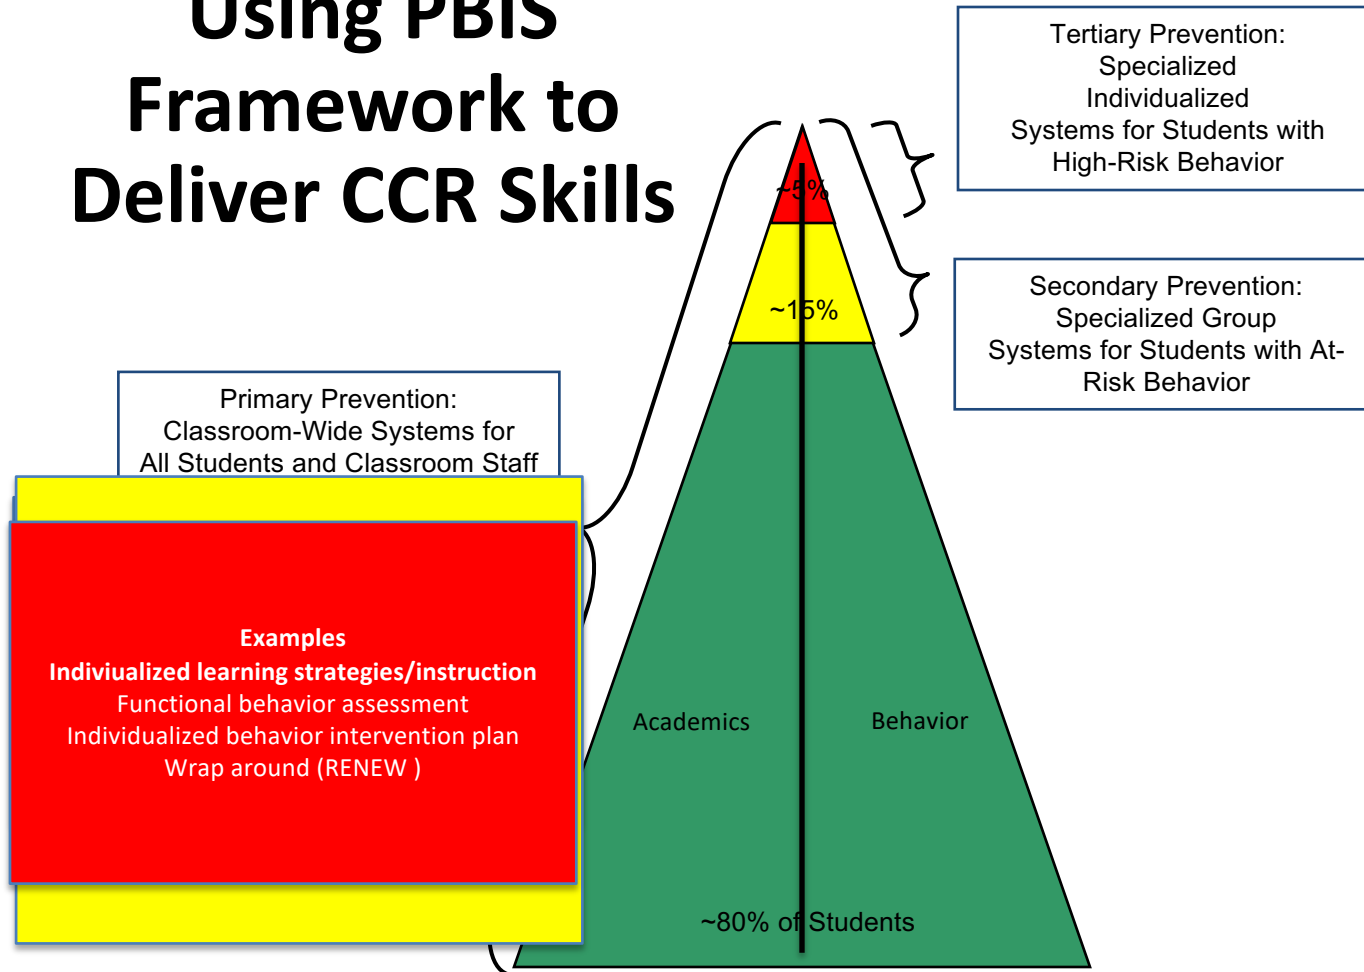 Using PBIS
Framework to
Deliver CCR Skills
Tertiary Prevention:
Specialized
Individualized
Systems for Students with
High-Risk Behavior
~5%
~15%
Secondary Prevention:
Specialized Group
Systems for Students with At-
Risk Behavior
Primary Prevention:
Classroom-Wide Systems for
All Students and Classroom Staff
Examples
Indiviualized learning strategies/instruction
Functional behavior assessment
Individualized behavior intervention plan
Wrap around (RENEW )
Academics
Behavior
~80% of Students